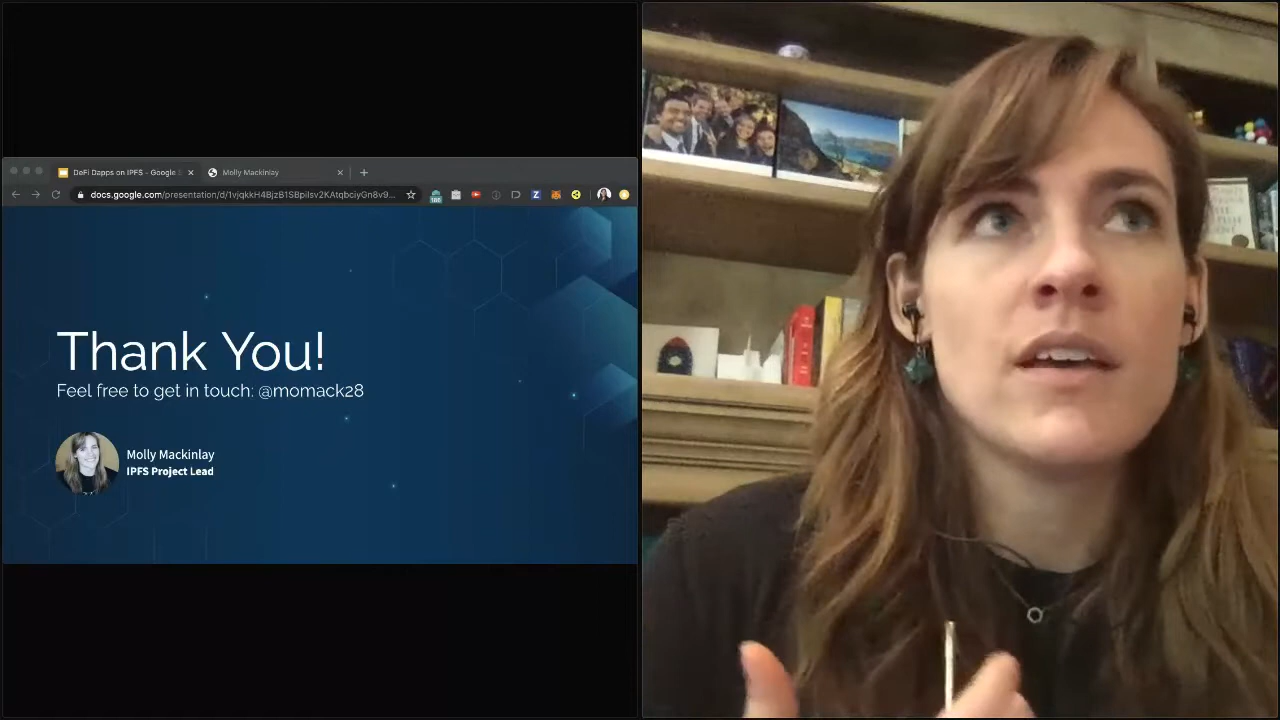 DeFi Dapps on IPFS - Google
Molly Mackinlay
docs.google.com/presentation/d/1vjqkkH4BjzB1SBpiIsv2KAtqbciyGn8v9...
Thank You!
Feel free to get in touch: @momack28
Molly Mackinlay
IPFS Project Lead